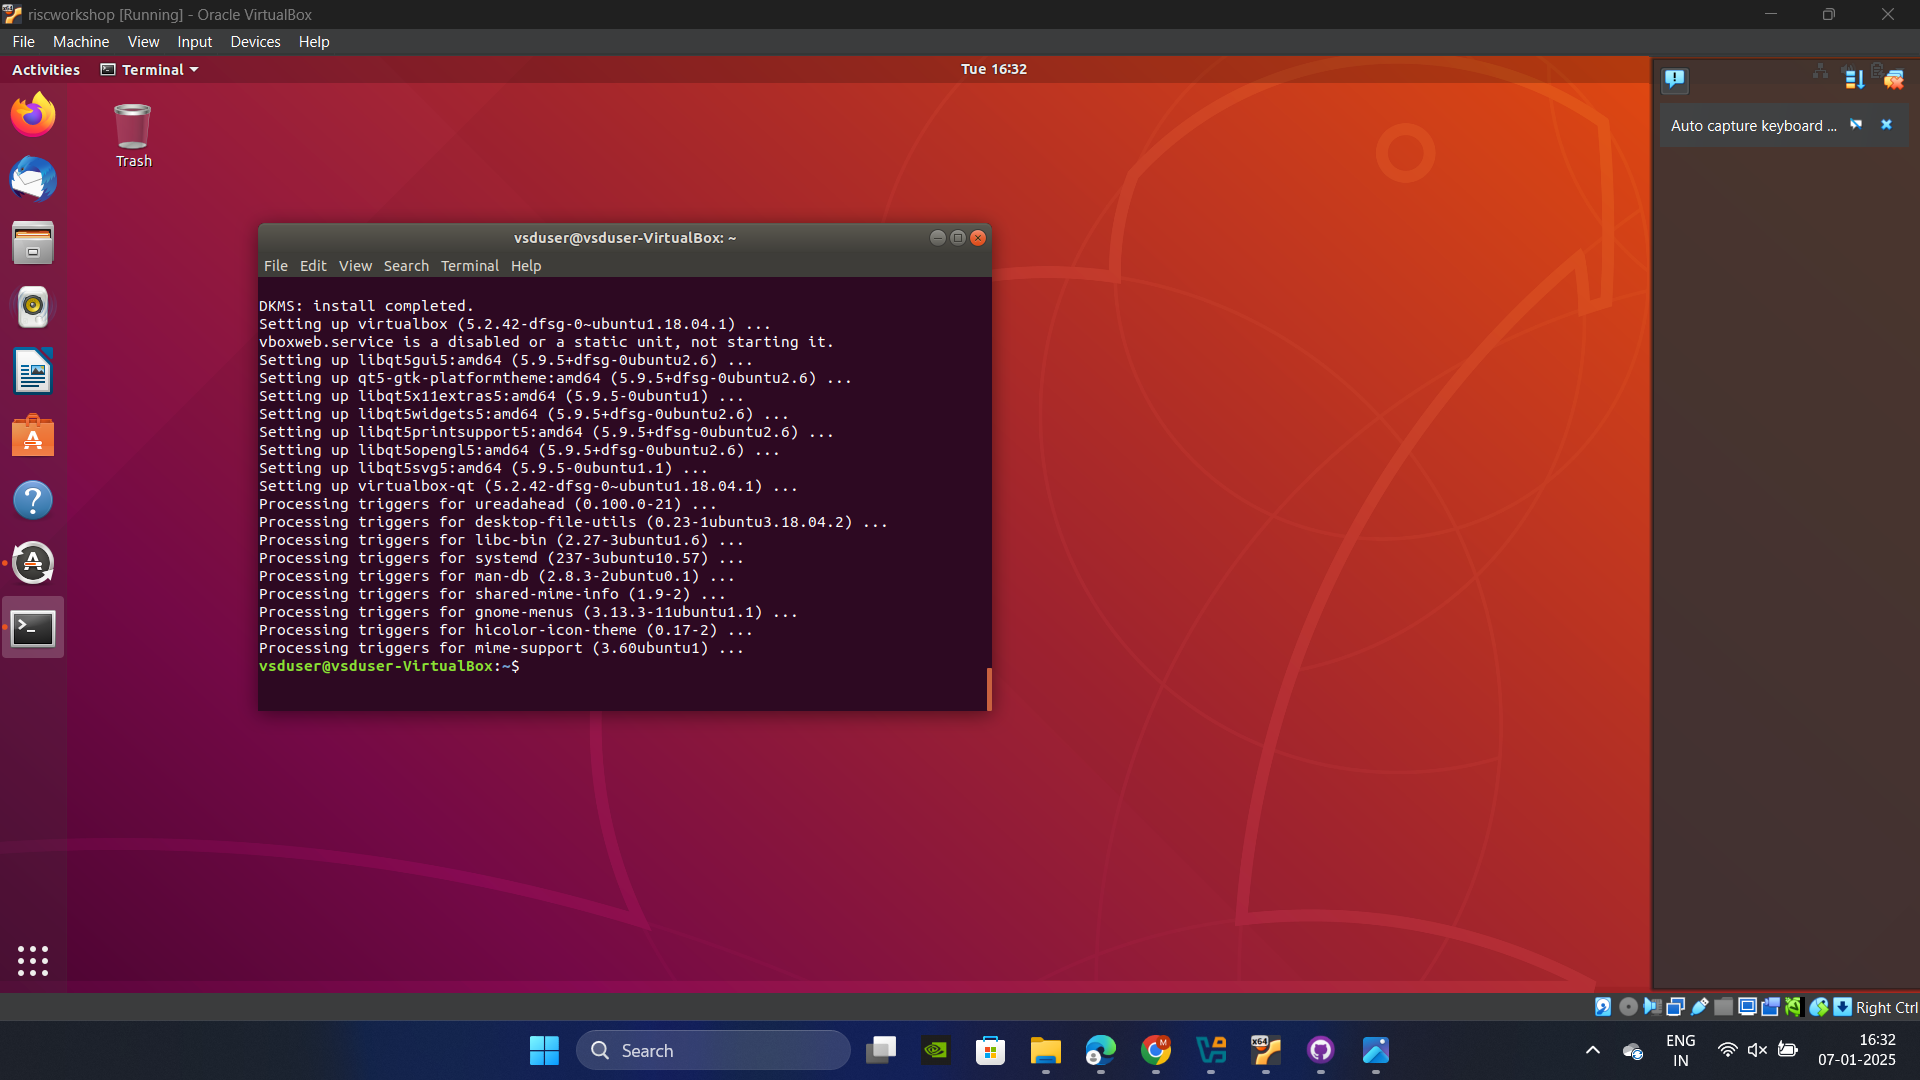 riscworkshop [Running] - Oracle VirtualBox
File Machine View Input Devices Help
Activities Terminal Tue 16:32
Auto capture keyboard ...
Trash
vsduser@vsduser-VirtualBox: ~
File Edit View Search Terminal Help
DKMS: install completed.
Setting up virtualbox (5.2.42-dfsg-0~ubuntu1.18.04.1) ...
vboxweb.service is a disabled or a static unit, not starting it.
Setting up libqt5gui5:amd64 (5.9.5+dfsg-0ubuntu2.6) ...
Setting up qt5-gtk-platformtheme:amd64 (5.9.5+dfsg-0ubuntu2.6) ...
Setting up libqt5x11extras5:amd64 (5.9.5-0ubuntu1) ...
Setting up libqt5widgets5:amd64 (5.9.5+dfsg-0ubuntu2.6) ...
Setting up libqt5printsupport5:amd64 (5.9.5+dfsg-0ubuntu2.6) ...
Setting up libqt5opengl5:amd64 (5.9.5+dfsg-0ubuntu2.6) ...
Setting up libqt5svg5:amd64 (5.9.5-0ubuntu1.1) ...
Setting up virtualbox-qt (5.2.42-dfsg-0~ubuntu1.18.04.1) ...
Processing triggers for ureadahead (0.100.0-21) ...
Processing triggers for desktop-file-utils (0.23-1ubuntu3.18.04.2) ...
Processing triggers for libc-bin (2.27-3ubuntu1.6) ...
Processing triggers for systemd (237-3ubuntu10.57) ...
Processing triggers for man-db (2.8.3-2ubuntu0.1) ...
Processing triggers for shared-mime-info (1.9-2) ...
Processing triggers for gnome-menus (3.13.3-11ubuntu1.1) ...
Processing triggers for hicolor-icon-theme (0.17-2) ...
Processing triggers for mime-support (3.60ubuntu1) ...
vsduser@vsduser-VirtualBox:~$
Right Ctrl
Search
ENG
IN
16:32
07-01-2025